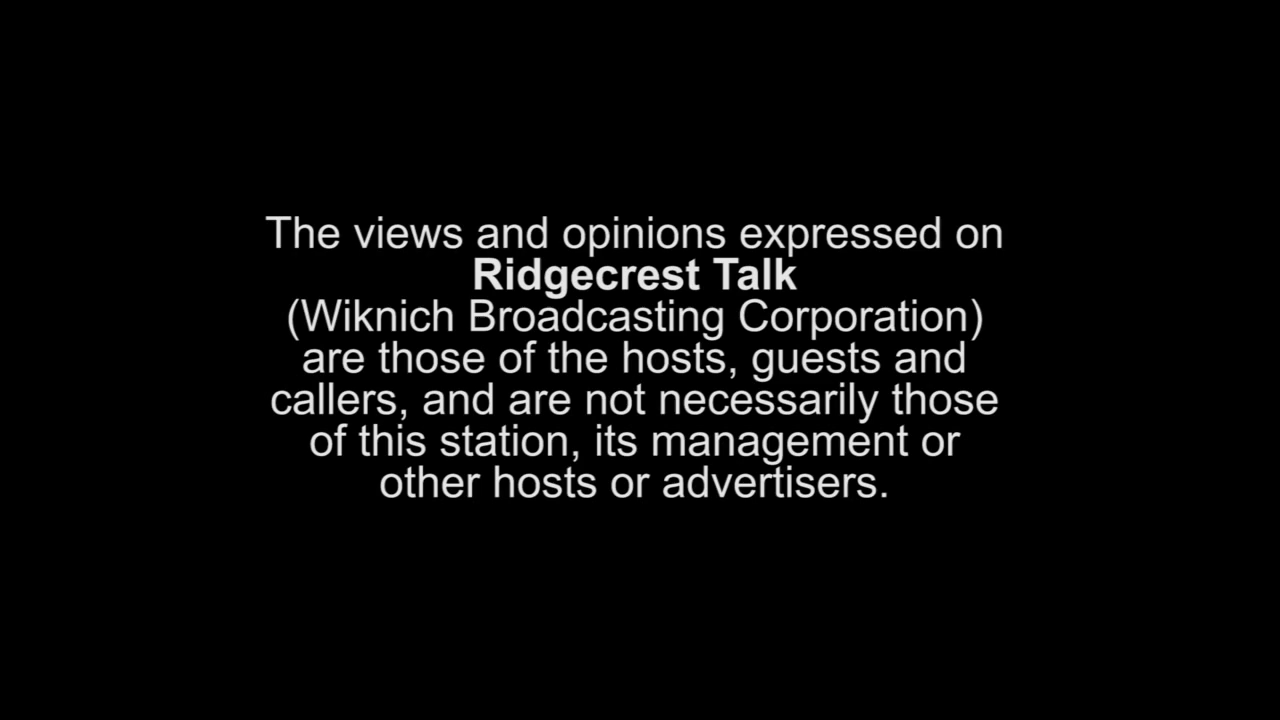 The views and opinions expressed on
Ridgecrest Talk
(Wiknich Broadcasting Corporation)
are those of the hosts, guests and
callers, and are not necessarily those
of this station, its management or
other hosts or advertisers.